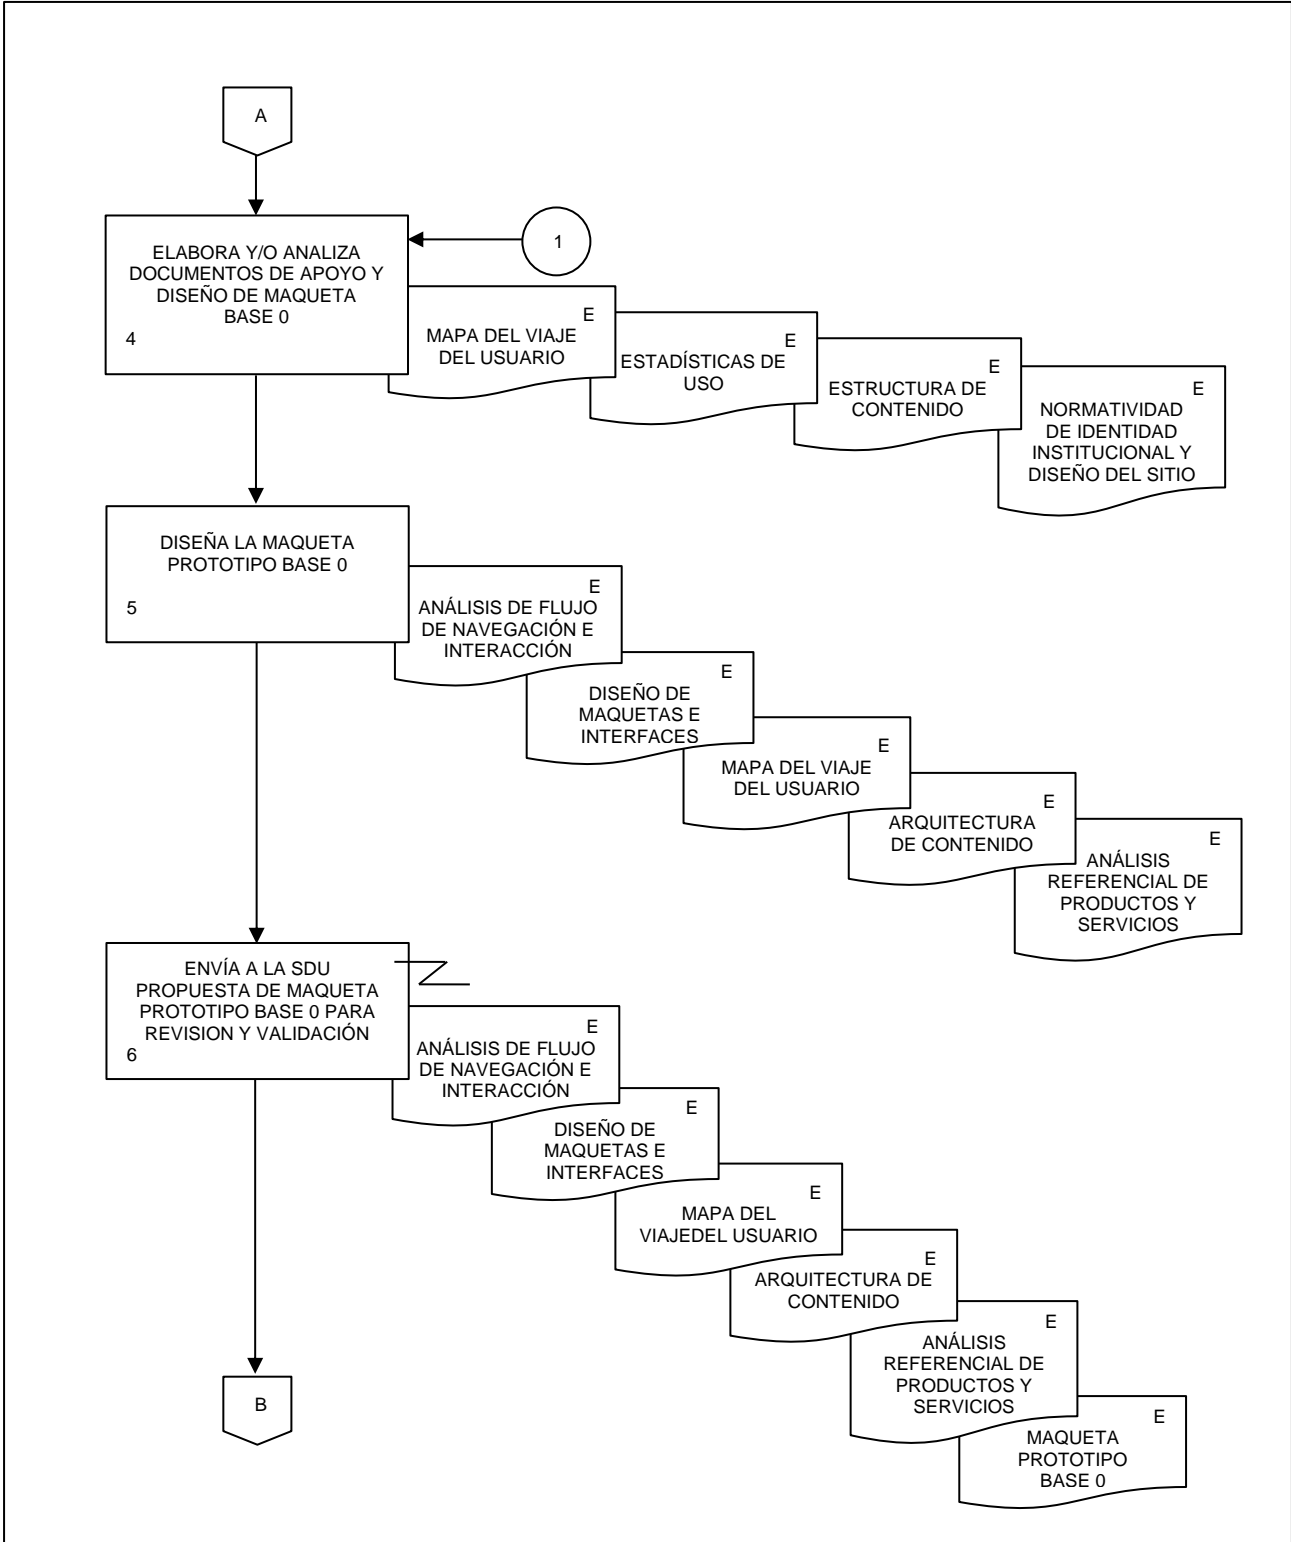 A
1
ELABORA Y/O ANALIZA
DOCUMENTOS DE APOYO Y
DISEÑO DE MAQUETA
BASE 0
4
E
MAPA DEL VIAJE
DEL USUARIO
E
ESTADÍSTICAS DE
USO
E
ESTRUCTURA DE
CONTENIDO
E
NORMATIVIDAD
DE IDENTIDAD
INSTITUCIONAL Y
DISEÑO DEL SITIO
DISEÑA LA MAQUETA
PROTOTIPO BASE 0
5
E
ANÁLISIS DE FLUJO
DE NAVEGACIÓN E
INTERACCIÓN
E
DISEÑO DE
MAQUETAS E
INTERFACES
E
MAPA DEL VIAJE
DEL USUARIO
E
ARQUITECTURA
DE CONTENIDO
E
ANÁLISIS
REFERENCIAL DE
PRODUCTOS Y
SERVICIOS
ENVÍA A LA SDU
PROPUESTA DE MAQUETA
PROTOTIPO BASE 0 PARA
REVISION Y VALIDACIÓN
6
E
ANÁLISIS DE FLUJO
DE NAVEGACIÓN E
INTERACCIÓN
E
DISEÑO DE
MAQUETAS E
INTERFACES
E
MAPA DEL
VIAJEDEL USUARIO
E
ARQUITECTURA DE
CONTENIDO
E
ANÁLISIS
REFERENCIAL DE
PRODUCTOS Y
SERVICIOS
E
MAQUETA
PROTOTIPO
BASE 0
B